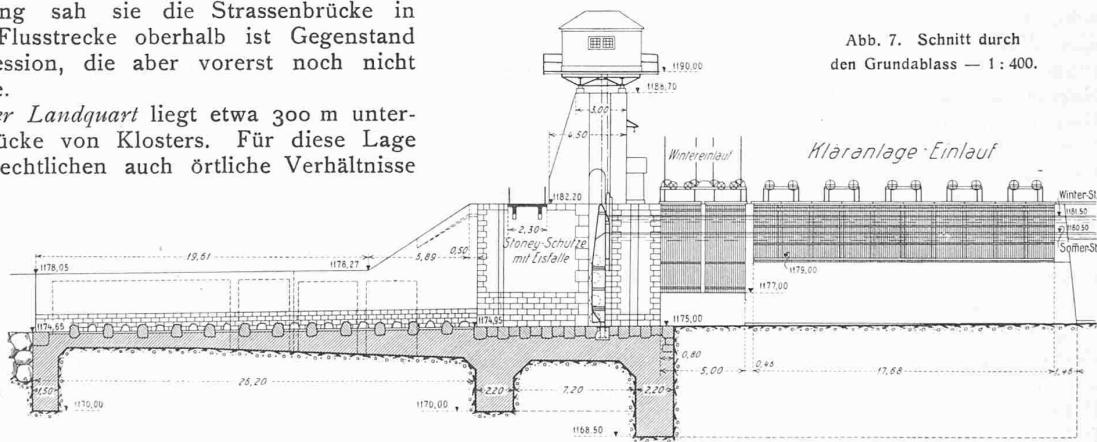 ng sah sie die Strassenbrücke in
Flusstrecke oberhalb ist Gegenstand
ession, die aber vorerst noch nicht
e.
er Landquart liegt etwa 300 m unter-
ücke von Klosters. Für diese Lage
echtlichen auch örtliche Verhältnisse
Abb. 7. Schnitt durch
den Grundablass — 1 : 400.
1190,00
1188,70
3,00
4,50
Wintereinlauf
Kläranlage-Einlauf
1182,20
Winter-St
1181.50
1180.50
Sommer-St
2,30
Stoney-Schütze
mit Eisfalle
0,50
19,61
5,89
1178,05
1178,27
1179,00
1177,00
1174,65
1174,95
1175,00
0,80
5,00
0,45
17,68
1,45
26,20
1,50
2,20
7,20
2,20
1170,00
1170,00
1168.50